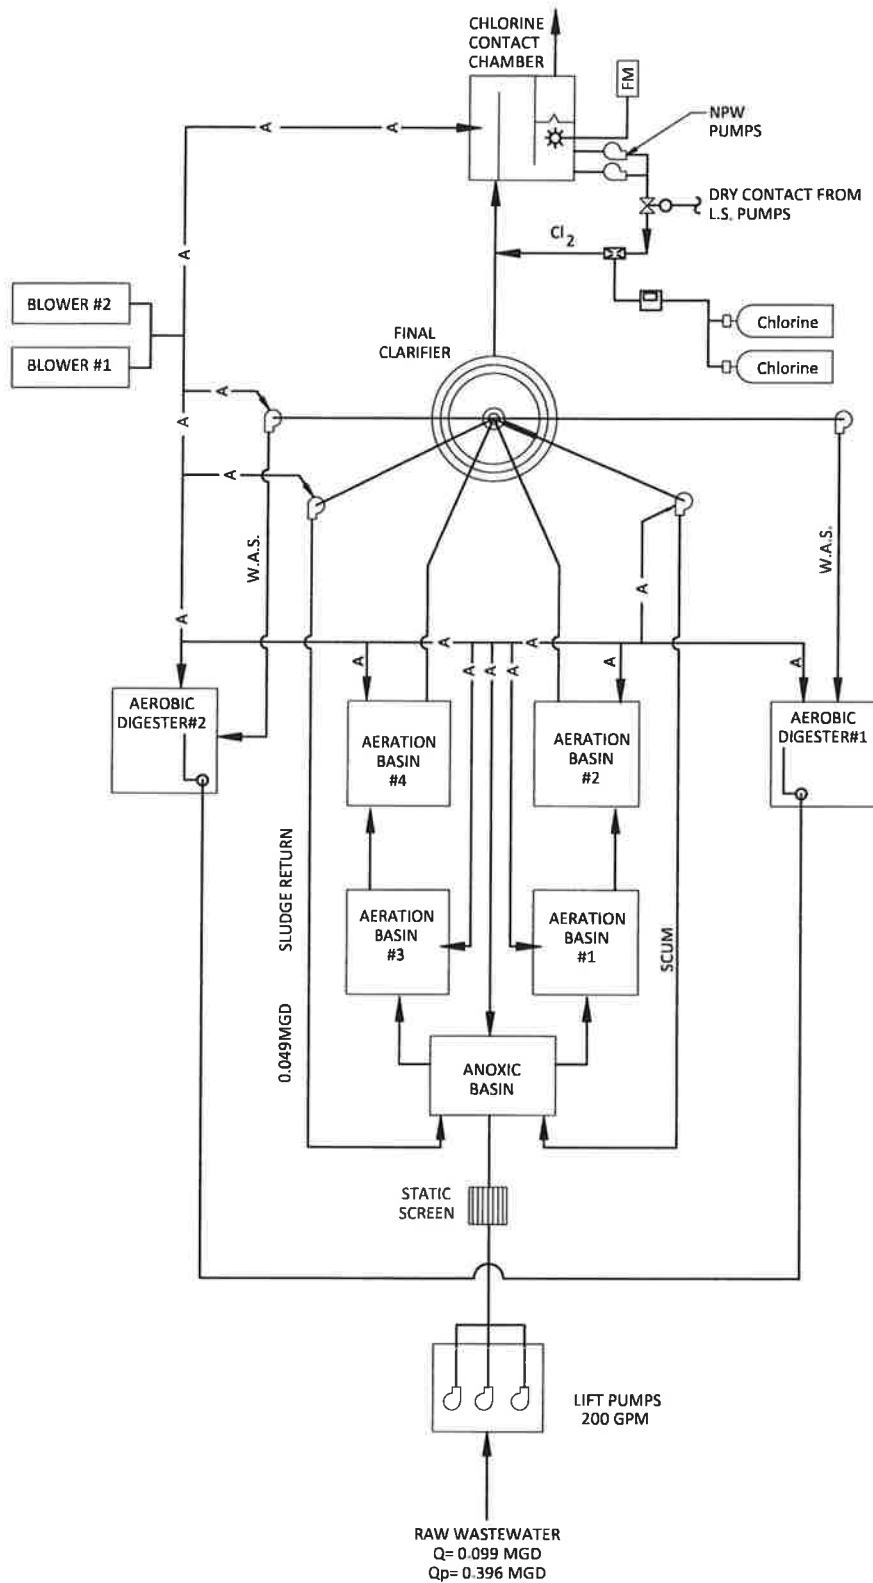 CHLORINE
CONTACT
CHAMBER
FM
NPW
PUMPS
A
A
DRY CONTACT FROM
L.S. PUMPS
Cl2
A
BLOWER #2
BLOWER #1
FINAL
CLARIFIER
Chlorine
Chlorine
A
A
A
W.A.S.
W.A.S.
A
A
A
A
A
A
A
A
A
A
A
AEROBIC
DIGESTER#2
AERATION
BASIN
#4
AERATION
BASIN
#2
AEROBIC
DIGESTER#1
SLUDGE RETURN
0.049MGD
AERATION
BASIN
#3
AERATION
BASIN
#1
SCUM
ANOXIC
BASIN
STATIC
SCREEN
LIFT PUMPS
200 GPM
RAW WASTEWATER
Q= 0.099 MGD
Qp= 0.396 MGD